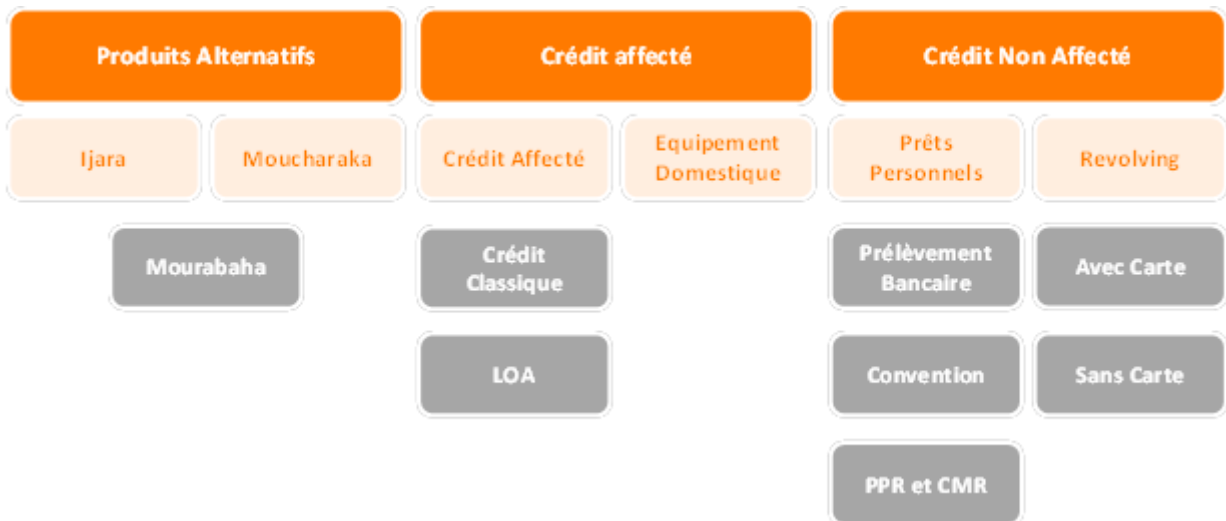 Produits Alternatifs
Crédit affecté
Crédit Non Affecté
Ijara
Moucharaka
Crédit Affecté
Equipement
Domestique
Prêts
Personnels
Revolving
Mourabaha
Crédit
Classique
Prélèvement
Bancaire
Avec Carte
LOA
Convention
Sans Carte
PPR et CMR